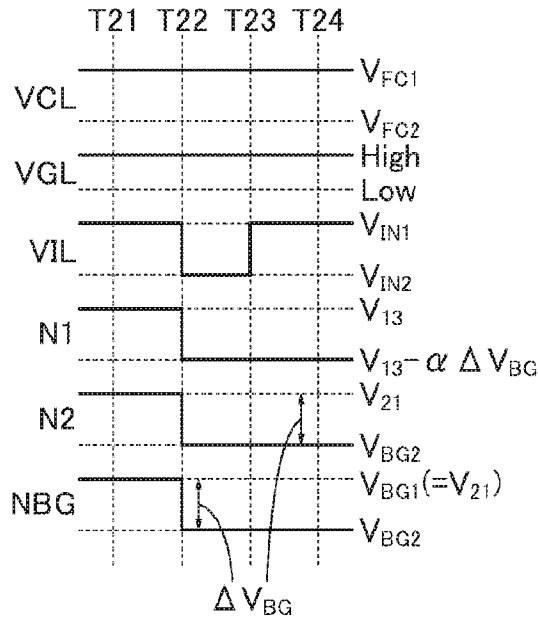 T21 T22 T23 T24
VCL
V_FC1
V_FC2
VGL
High
Low
VIL
V_IN1
V_IN2
N1
V_13
V_13-α ΔV_BG
N2
V_21
V_BG2
NBG
V_BG1(=V_21)
V_BG2
ΔV_BG